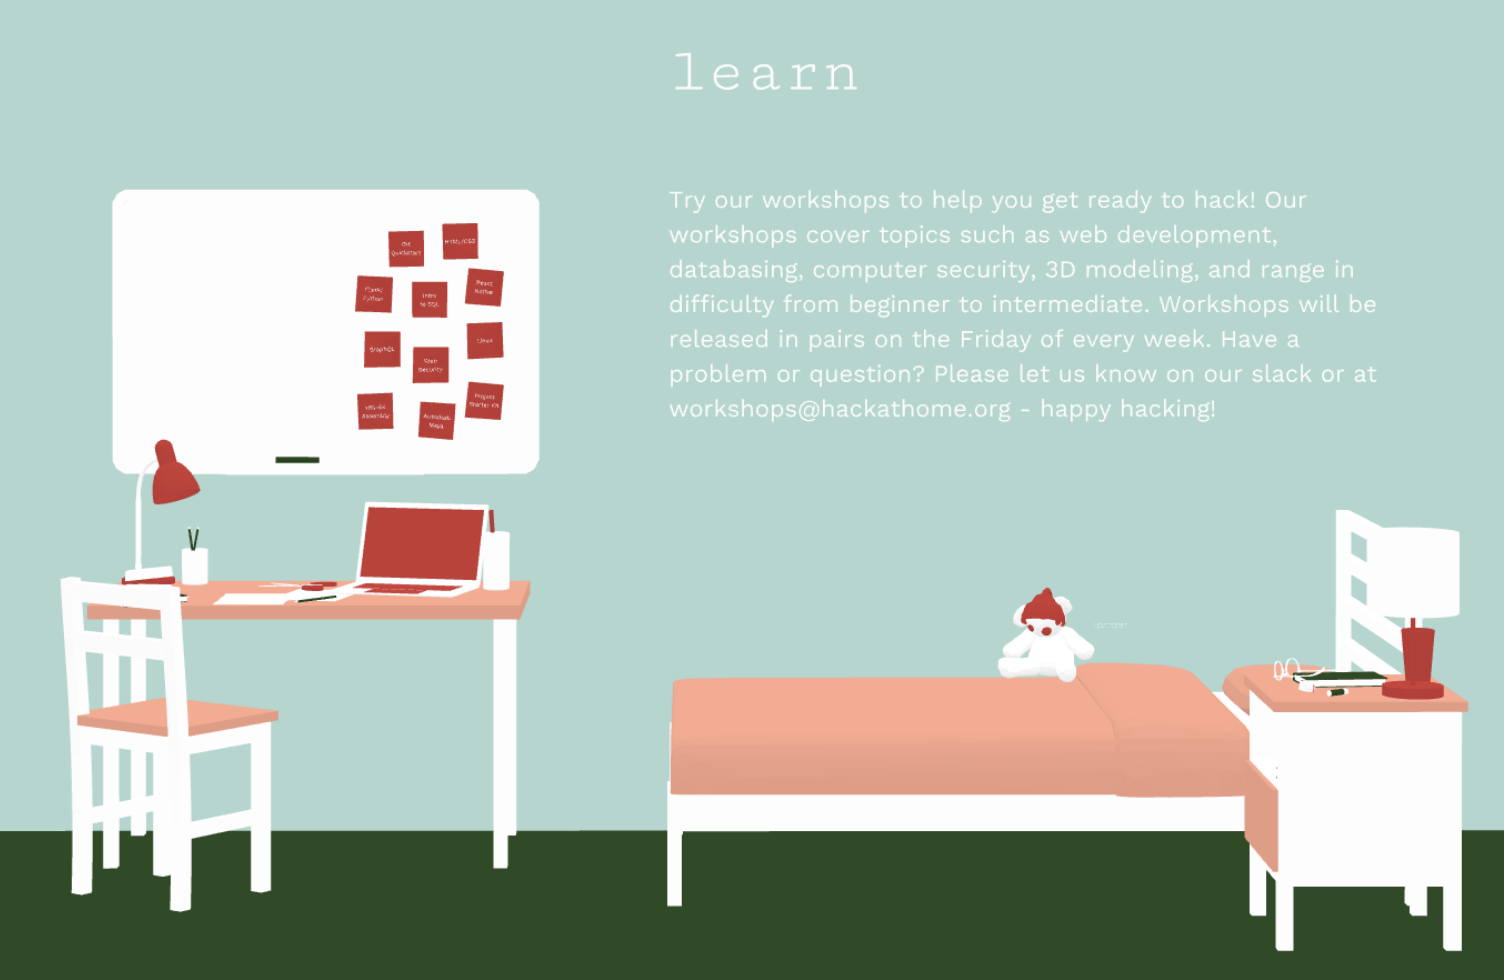 learn
Try our workshops to help you get ready to hack! Our
workshops cover topics such as web development,
databasing, computer security, 3D modeling, and range in
difficulty from beginner to intermediate. Workshops will be
released in pairs on the Friday of every week. Have a
problem or question? Please let us know on our slack or at
workshops@hackathome.org - happy hacking!
Git
Quickstart
HTML/CSS
Python
Intro
to SQL
React
Native
GraphQL
Web
Security
Linux
x86-64
Assembly
Autodesk
Maya
Project
Starter Kit